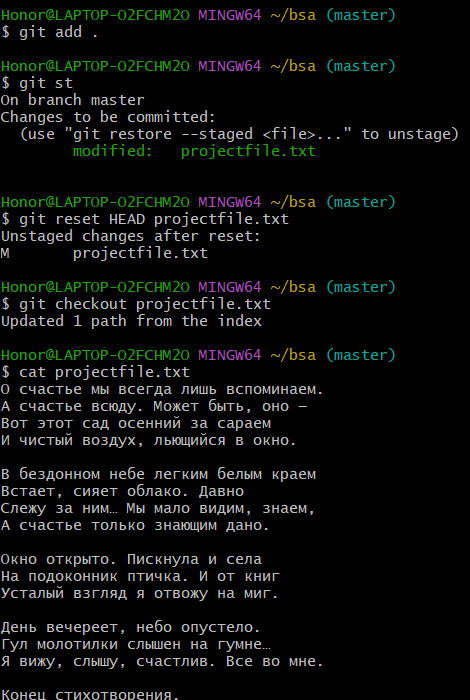 Honor@LAPTOP-O2FCHM2O MINGW64 ~/bsa (master)
$ git add .
Honor@LAPTOP-O2FCHM2O MINGW64 ~/bsa (master)
$ git st
On branch master
Changes to be committed:
  (use "git restore --staged <file>..." to unstage)
        modified:   projectfile.txt
Honor@LAPTOP-O2FCHM2O MINGW64 ~/bsa (master)
$ git reset HEAD projectfile.txt
Unstaged changes after reset:
M       projectfile.txt
Honor@LAPTOP-O2FCHM2O MINGW64 ~/bsa (master)
$ git checkout projectfile.txt
Updated 1 path from the index
Honor@LAPTOP-O2FCHM2O MINGW64 ~/bsa (master)
$ cat projectfile.txt
О счастье мы всегда лишь вспоминаем.
А счастье всюду. Может быть, оно —
Вот этот сад осенний за сараем
И чистый воздух, льющийся в окно.
В бездонном небе легким белым краем
Встает, сияет облако. Давно
Слежу за ним… Мы мало видим, знаем,
А счастье только знающим дано.
Окно открыто. Пискнула и села
На подоконник птичка. И от книг
Усталый взгляд я отвожу на миг.
День вечереет, небо опустело.
Гул молотилки слышен на гумне…
Я вижу, слышу, счастлив. Все во мне.
Конец стихотворения.